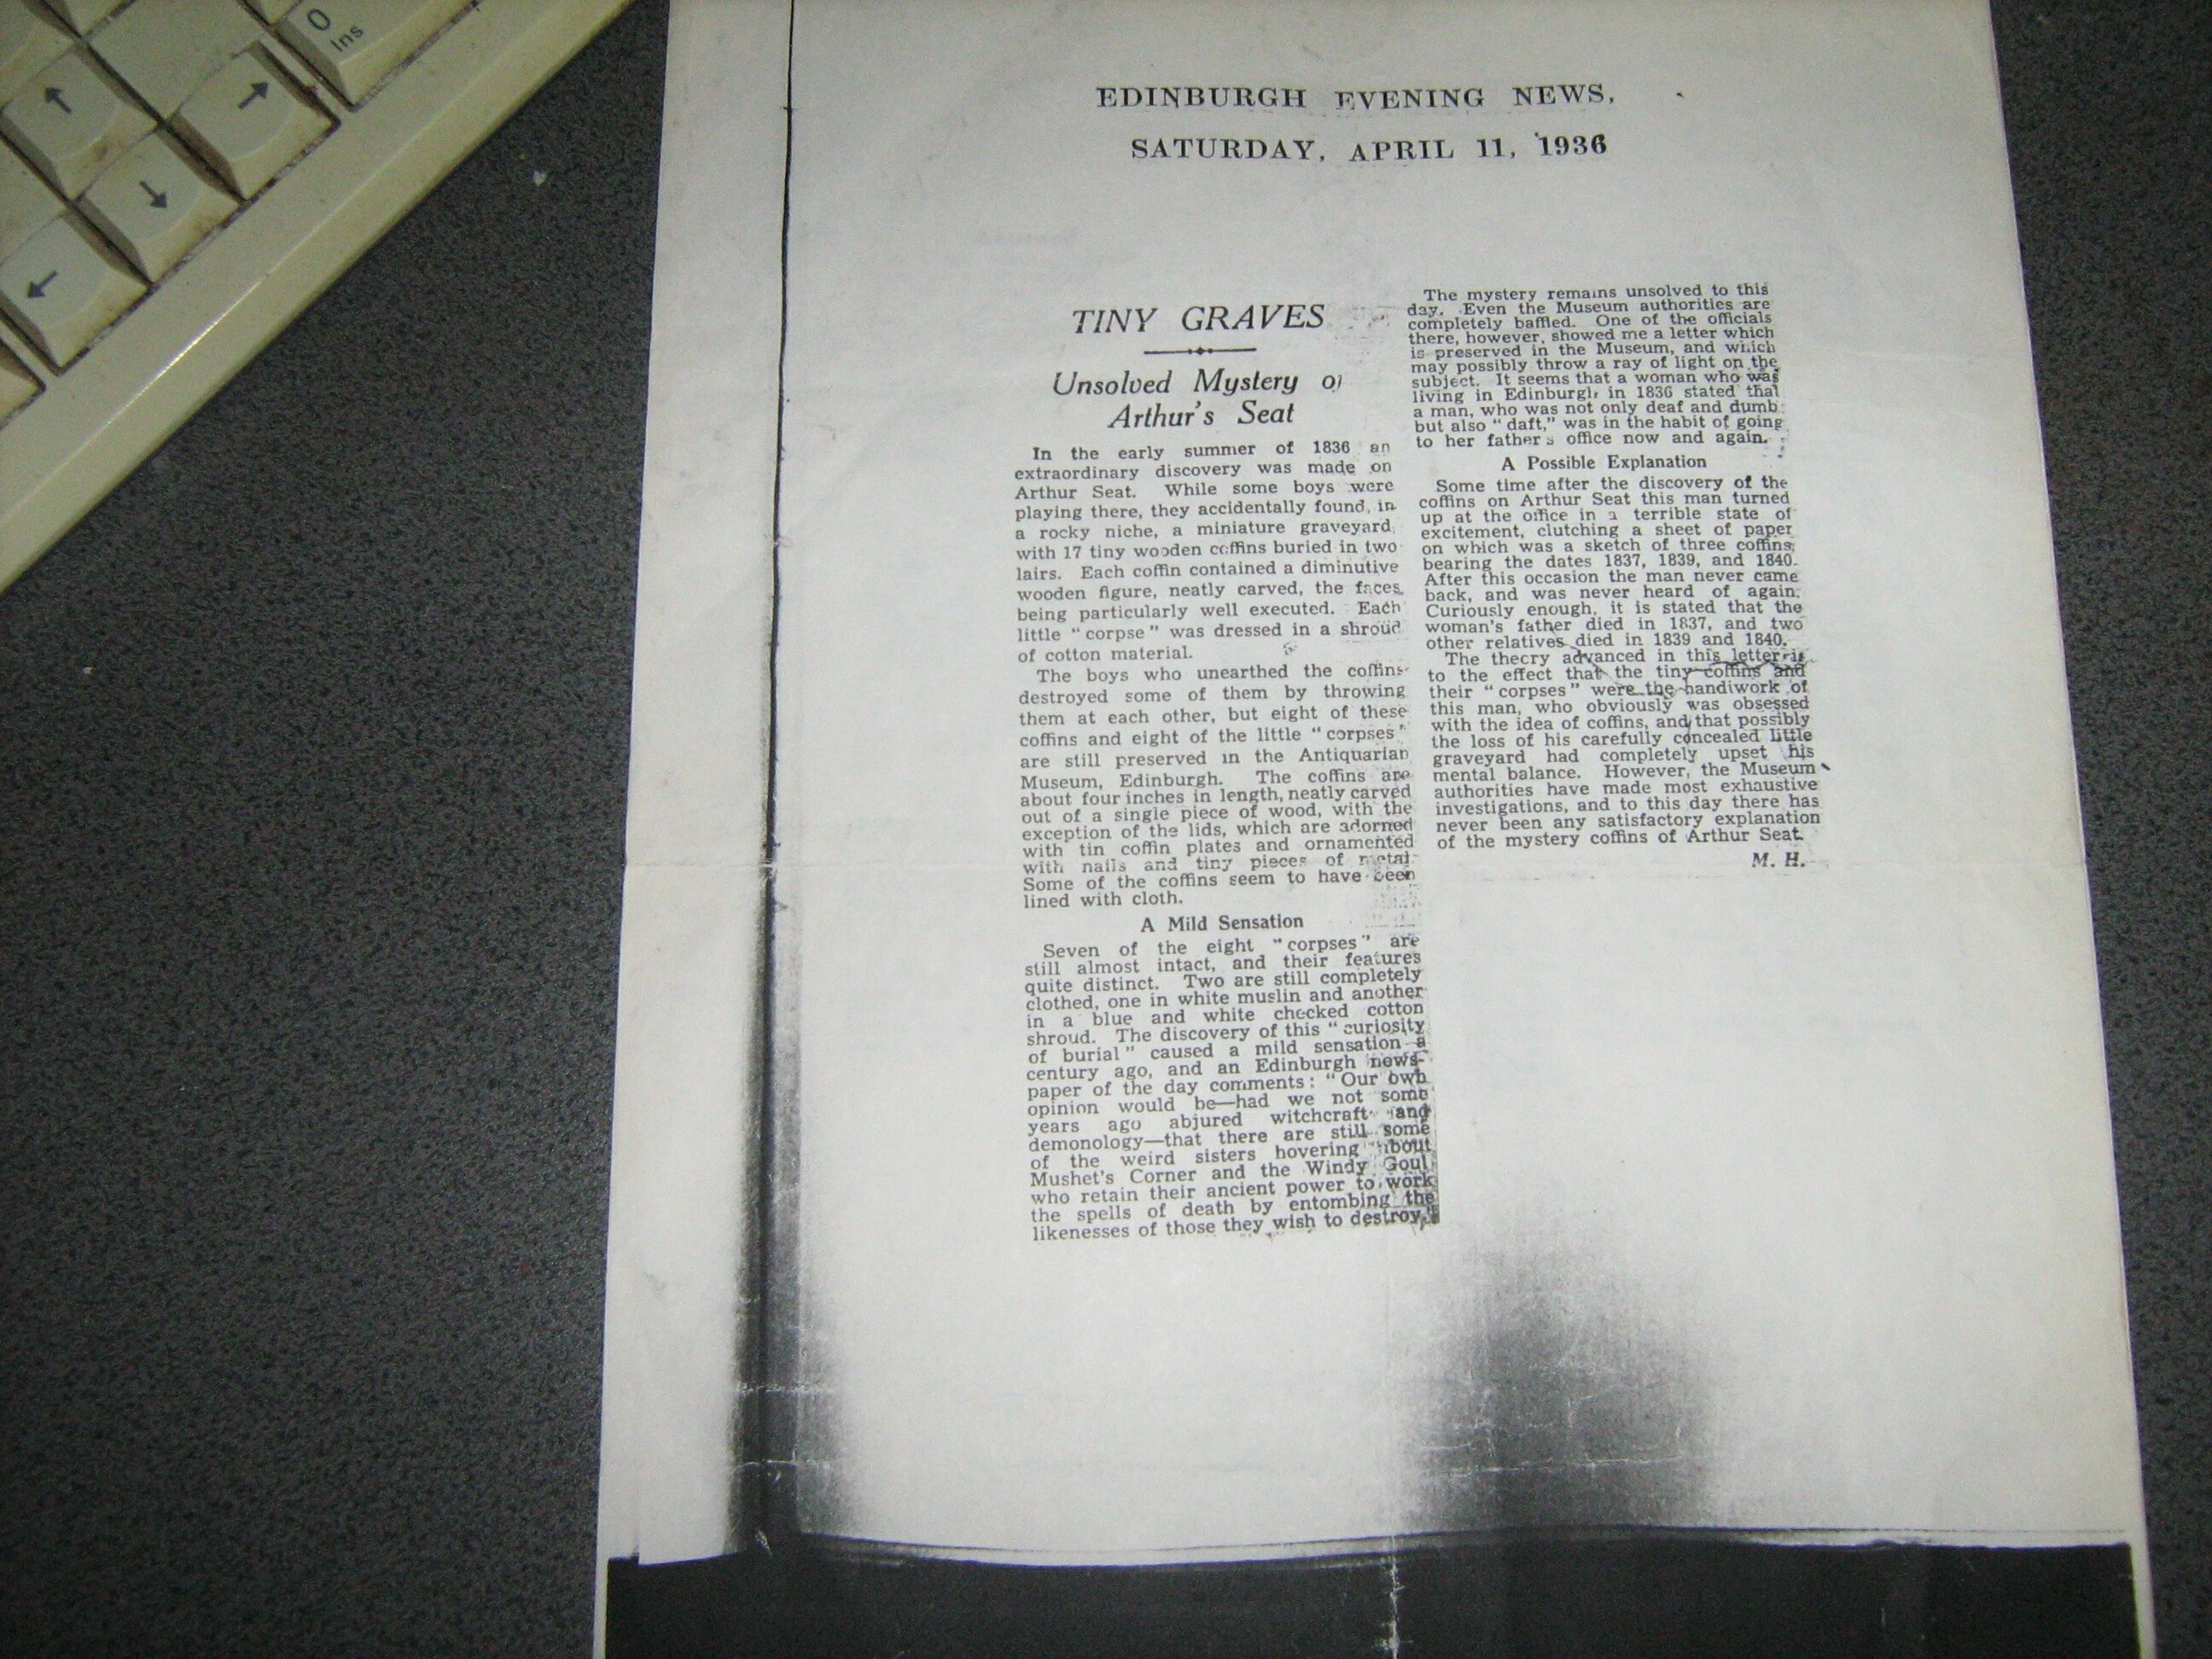 0
Ins
EDINBURGH EVENING NEWS,
SATURDAY, APRIL 11, 1936
TINY GRAVES
Unsolved Mystery of
Arthur's Seat
In the early summer of 1836 an
extraordinary discovery was made on
Arthur Seat. While some boys were
playing there, they accidentally found, in
a rocky niche, a miniature graveyard,
with 17 tiny wooden coffins buried in two
lairs. Each coffin contained a diminutive
wooden figure, neatly carved, the faces
being particularly well executed. Each
little "corpse" was dressed in a shroud
of cotton material.
The boys who unearthed the coffins
destroyed some of them by throwing
them at each other, but eight of these
coffins and eight of the little "corpses"
are still preserved in the Antiquarian
Museum, Edinburgh. The coffins are
about four inches in length, neatly carved
out of a single piece of wood, with the
exception of the lids, which are adorned
with tin coffin plates and ornamented
with nails and tiny pieces of metal.
Some of the coffins seem to have been
lined with cloth.
A Mild Sensation
Seven of the eight "corpses" are
still almost intact, and their features
quite distinct. Two are still completely
clothed, one in white muslin and another
in a blue and white checked cotton
shroud. The discovery of this "curiosity
of burial" caused a mild sensation a
century ago, and an Edinburgh news-
paper of the day comments: "Our own
opinion would be—had we not some
years ago abjured witchcraft and
demonology—that there are still some
of the weird sisters hovering about
Mushet's Corner and the Windy Goul
who retain their ancient power to work
the spells of death by entombing the
likenesses of those they wish to destroy."
The mystery remains unsolved to this
day. Even the Museum authorities are
completely baffled. One of the officials
there, however, showed me a letter which
is preserved in the Museum, and which
may possibly throw a ray of light on the
subject. It seems that a woman who was
living in Edinburgh in 1836 stated that
a man, who was not only deaf and dumb
but also "daft," was in the habit of going
to her father's office now and again.
A Possible Explanation
Some time after the discovery of the
coffins on Arthur Seat this man turned
up at the office in a terrible state of
excitement, clutching a sheet of paper
on which was a sketch of three coffins,
bearing the dates 1837, 1839, and 1840.
After this occasion the man never came
back, and was never heard of again.
Curiously enough, it is stated that the
woman's father died in 1837, and two
other relatives died in 1839 and 1840.
The theory advanced in this letter is
to the effect that the tiny coffins and
their "corpses" were the handiwork of
this man, who obviously was obsessed
with the idea of coffins, and that possibly
the loss of his carefully concealed little
graveyard had completely upset his
mental balance. However, the Museum
authorities have made most exhaustive
investigations, and to this day there has
never been any satisfactory explanation
of the mystery coffins of Arthur Seat.
M. H.